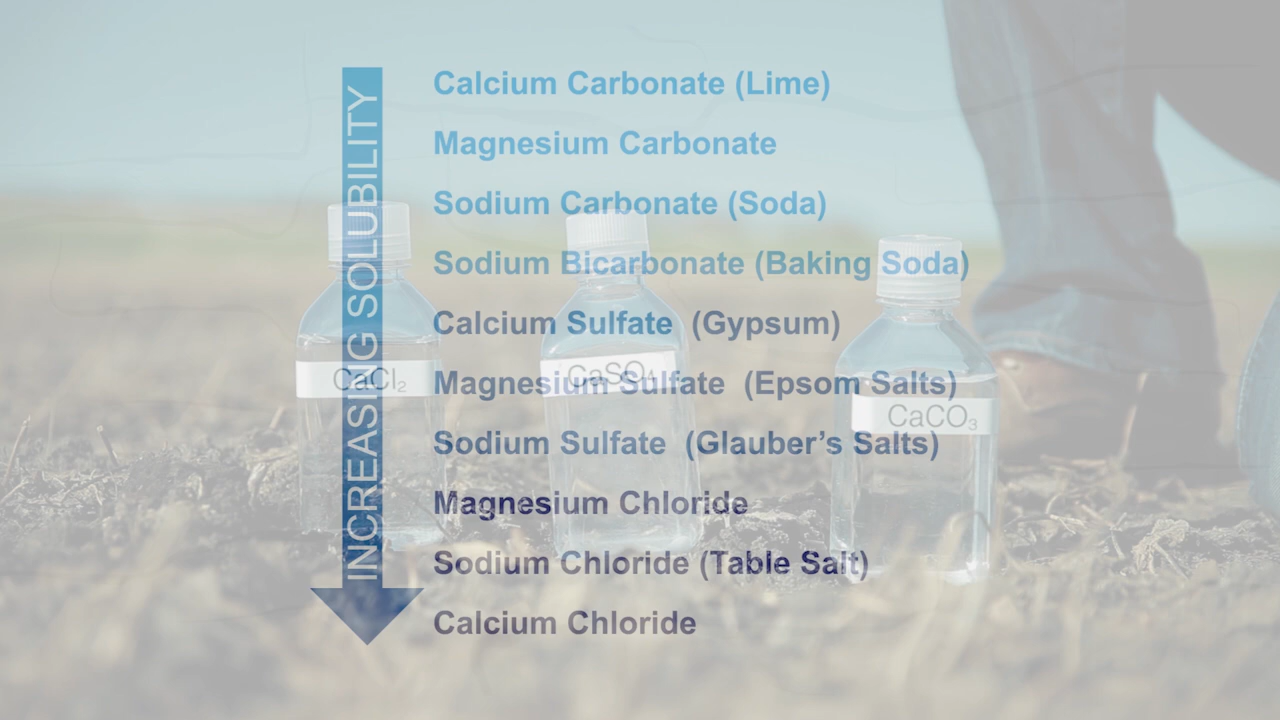 INCREASING SOLUBILITY
Calcium Carbonate (Lime)
Magnesium Carbonate
Sodium Carbonate (Soda)
Sodium Bicarbonate (Baking Soda)
Calcium Sulfate (Gypsum)
Magnesium Sulfate (Epsom Salts)
Sodium Sulfate (Glauber’s Salts)
Magnesium Chloride
Sodium Chloride (Table Salt)
Calcium Chloride
CaCl₂
CaSO₄
CaCO₃